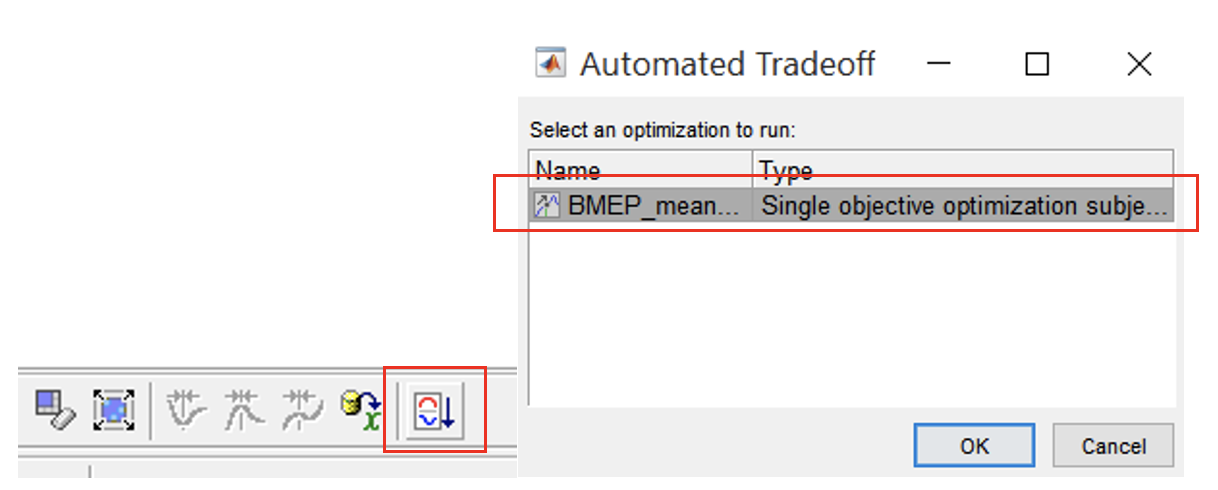 Automated Tradeoff
Select an optimization to run:
Name Type
BMEP_mean... Single objective optimization subje...
x
OK Cancel